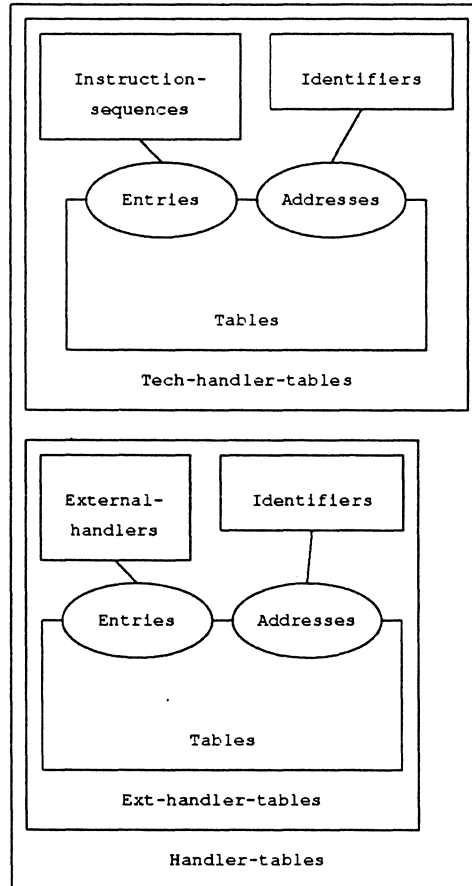 Instruction-
sequences
Identifiers
Entries
Addresses
Tables
Tech-handler-tables
External-
handlers
Identifiers
Entries
Addresses
Tables
Ext-handler-tables
Handler-tables